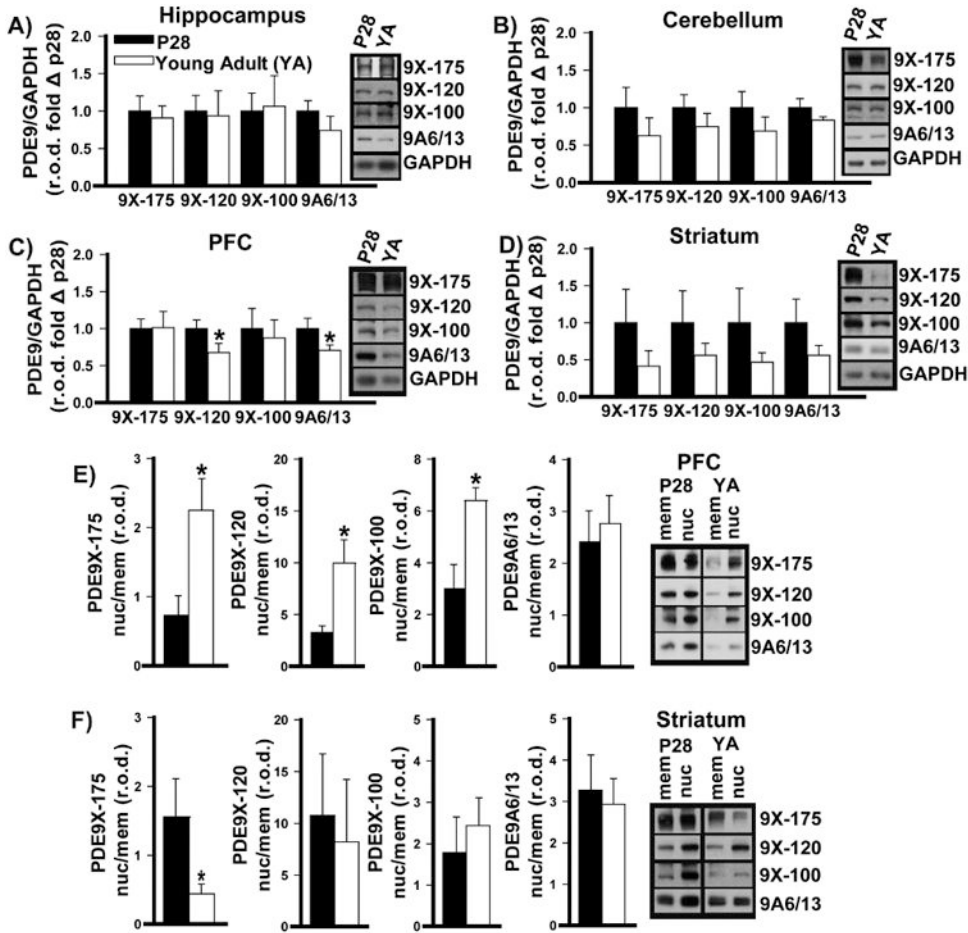 A)
Hippocampus
PDE9/GAPDH
(r.o.d. fold Δ p28)
2.0
1.5
1.0
0.5
0.0
P28
Young Adult (YA)
9X-175 9X-120 9X-100 9A6/13
P28 YA
9X-175
9X-120
9X-100
9A6/13
GAPDH
B)
Cerebellum
PDE9/GAPDH
(r.o.d. fold Δ p28)
2.0
1.5
1.0
0.5
0.0
9X-175 9X-120 9X-100 9A6/13
P28 YA
9X-175
9X-120
9X-100
9A6/13
GAPDH
C)
PFC
PDE9/GAPDH
(r.o.d. fold Δ p28)
2.0
1.5
1.0
0.5
0.0
* *
9X-175 9X-120 9X-100 9A6/13
P28 YA
9X-175
9X-120
9X-100
9A6/13
GAPDH
D)
Striatum
PDE9/GAPDH
(r.o.d. fold Δ p28)
2.0
1.5
1.0
0.5
0.0
9X-175 9X-120 9X-100 9A6/13
P28 YA
9X-175
9X-120
9X-100
9A6/13
GAPDH
E)
PDE9X-175
nuc/mem (r.o.d.)
3
2
1
0
*
PDE9X-120
nuc/mem (r.o.d.)
20
15
10
5
0
*
PDE9X-100
nuc/mem (r.o.d.)
8
6
4
2
0
*
PDE9A6/13
nuc/mem (r.o.d.)
4
3
2
1
0
PFC
P28 YA
mem nuc mem nuc
9X-175
9X-120
9X-100
9A6/13
F)
PDE9X-175
nuc/mem (r.o.d.)
3
2
1
0
*
PDE9X-120
nuc/mem (r.o.d.)
20
15
10
5
0
PDE9X-100
nuc/mem (r.o.d.)
5
4
3
2
1
0
PDE9A6/13
nuc/mem (r.o.d.)
5
4
3
2
1
0
Striatum
P28 YA
mem nuc mem nuc
9X-175
9X-120
9X-100
9A6/13